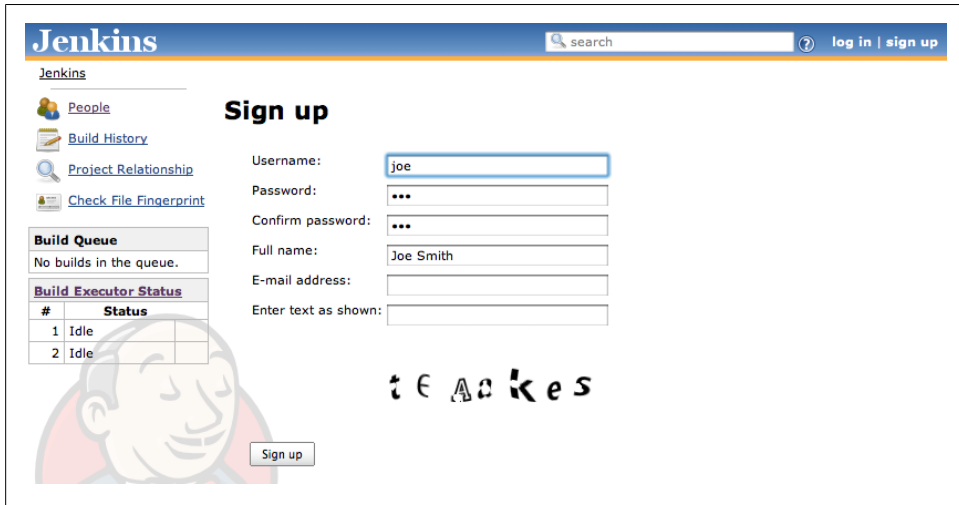 Jenkins
search
log in | sign up
Jenkins
People
Build History
Project Relationship
Check File Fingerprint
Build Queue
No builds in the queue.
Build Executor Status
# Status
1 Idle
2 Idle
Sign up
Username: joe
Password: •••
Confirm password: •••
Full name: Joe Smith
E-mail address:
Enter text as shown:
Sign up